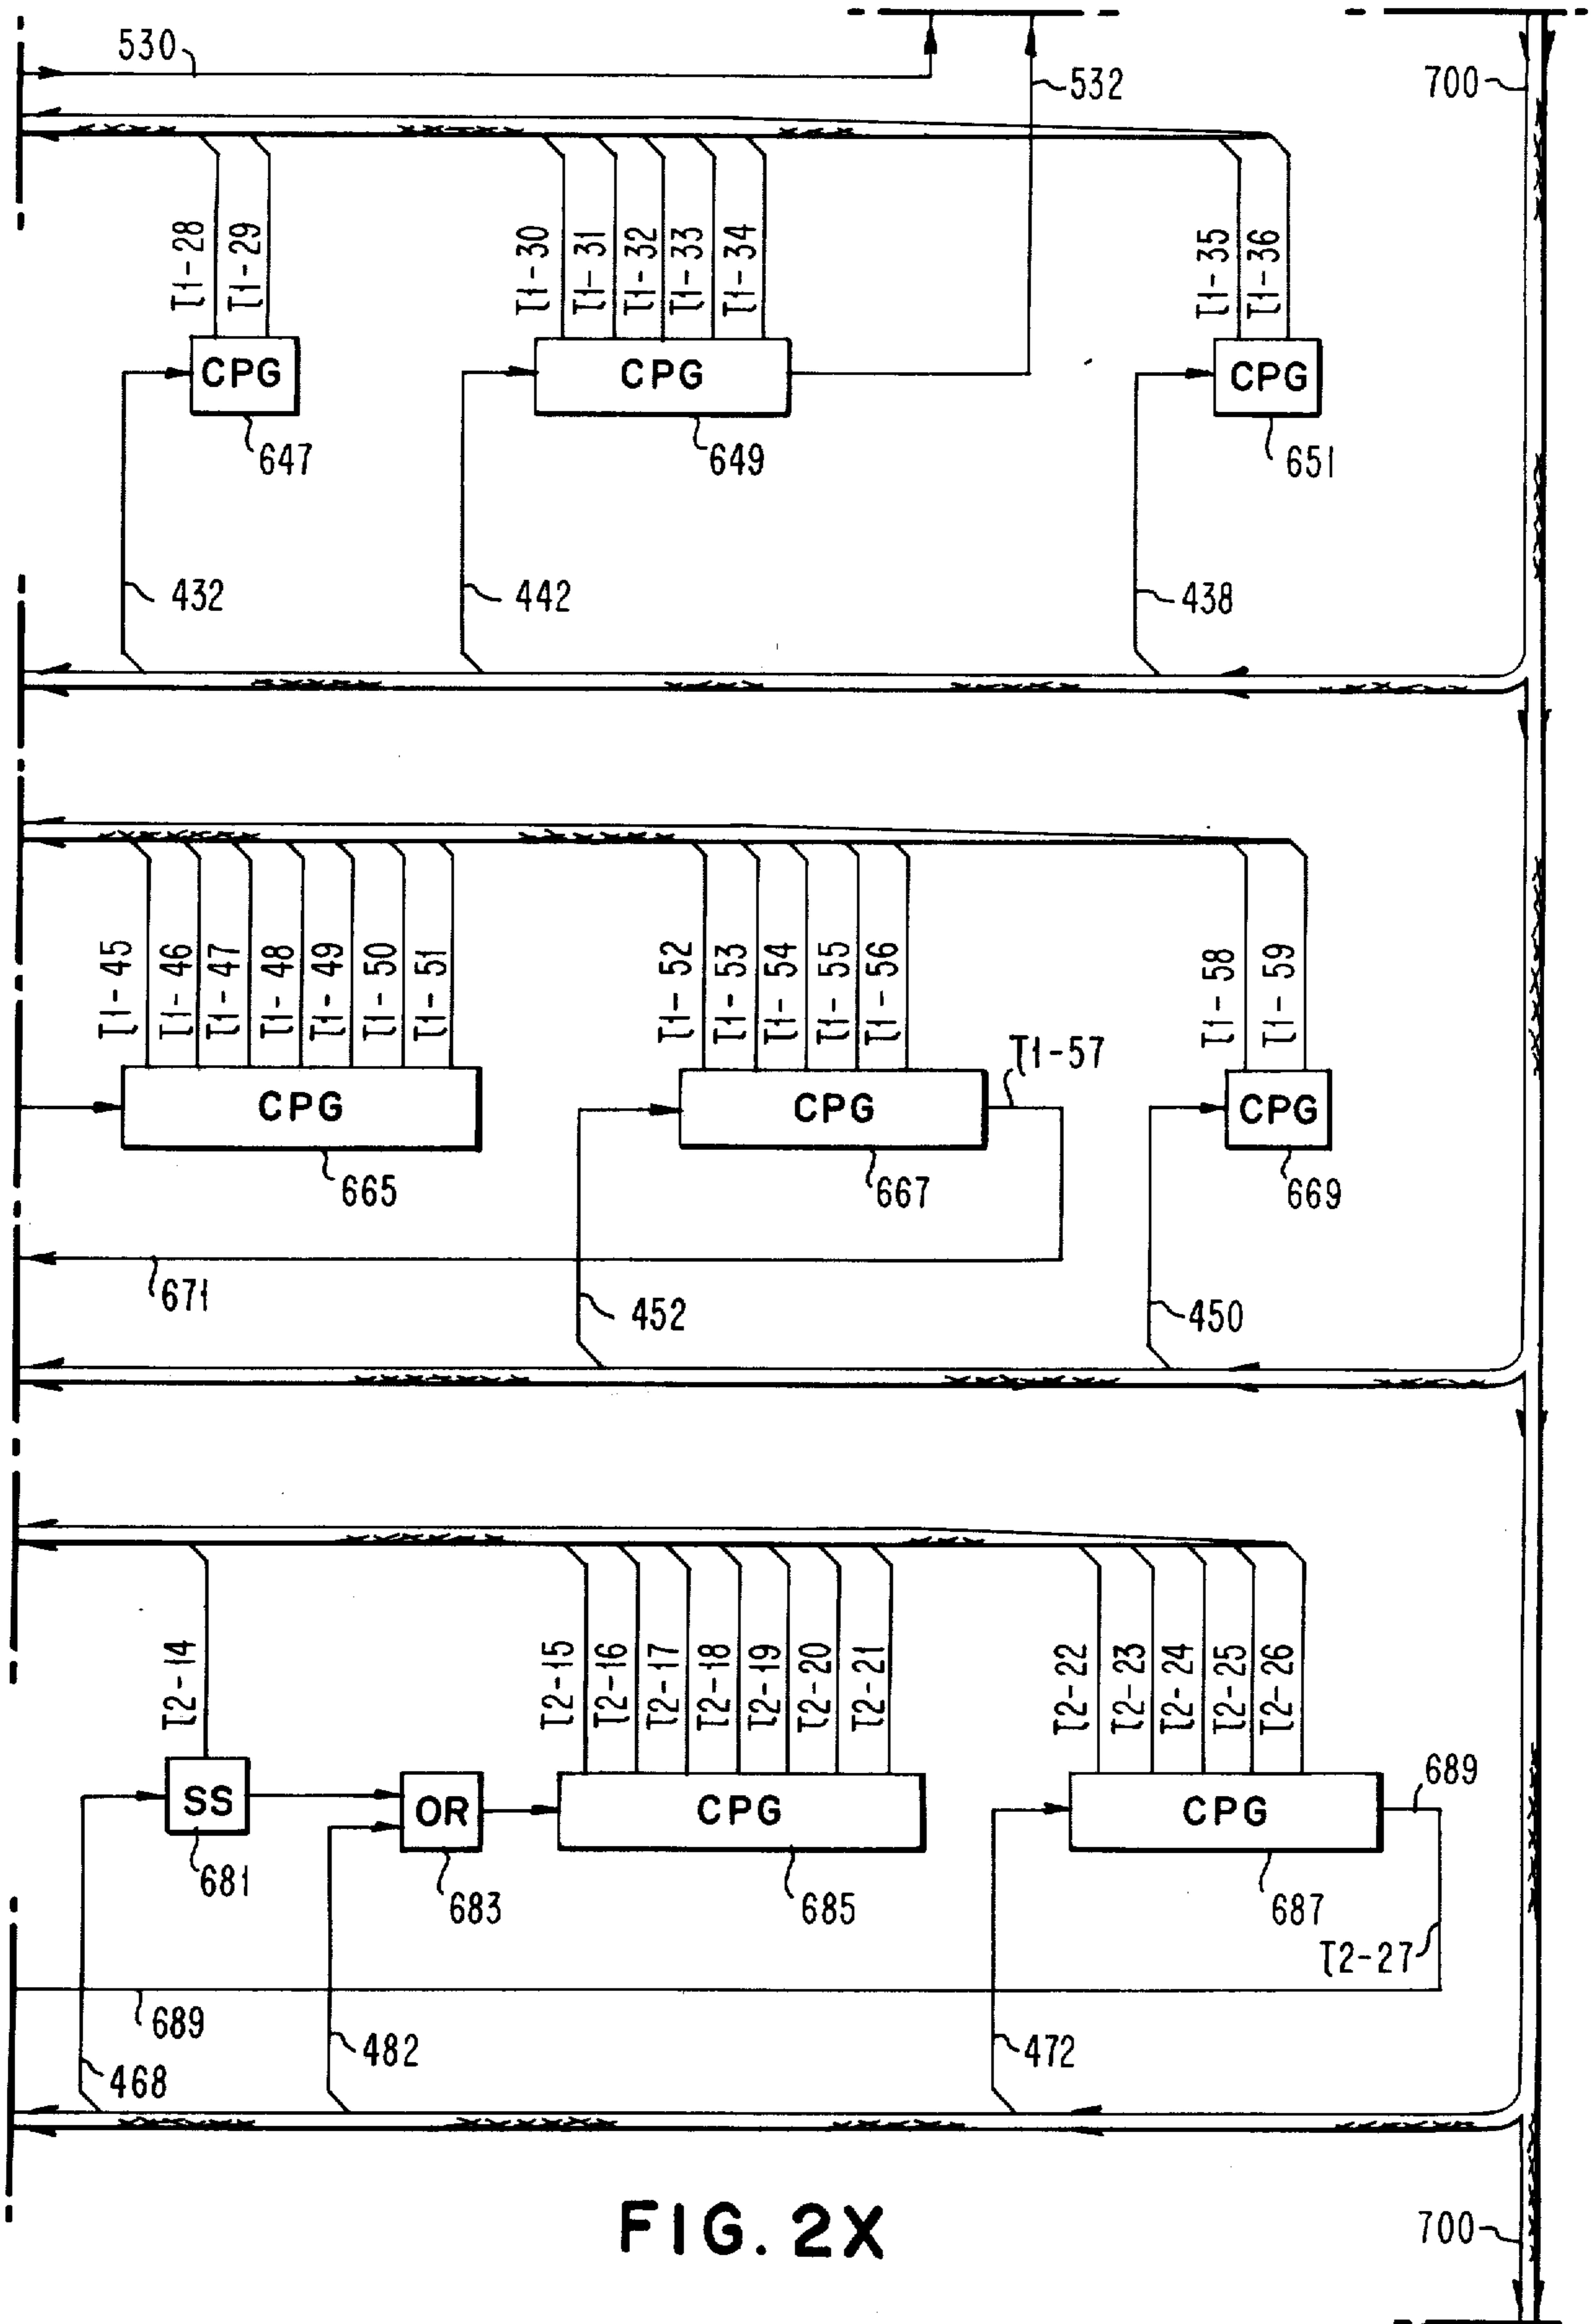 530
532
700
T1-28
T1-29
T1-30
T1-31
T1-32
T1-33
T1-34
T1-35
T1-36
CPG
CPG
CPG
647
649
651
432
442
438
T1-45
T1-46
T1-47
T1-48
T1-49
T1-50
T1-51
T1-52
T1-53
T1-54
T1-55
T1-56
T1-57
T1-58
T1-59
CPG
CPG
CPG
665
667
669
671
452
450
T2-14
T2-15
T2-16
T2-17
T2-18
T2-19
T2-20
T2-21
T2-22
T2-23
T2-24
T2-25
T2-26
689
SS
OR
CPG
CPG
681
683
685
687
T2-27
689
468
482
472
FIG. 2X
700